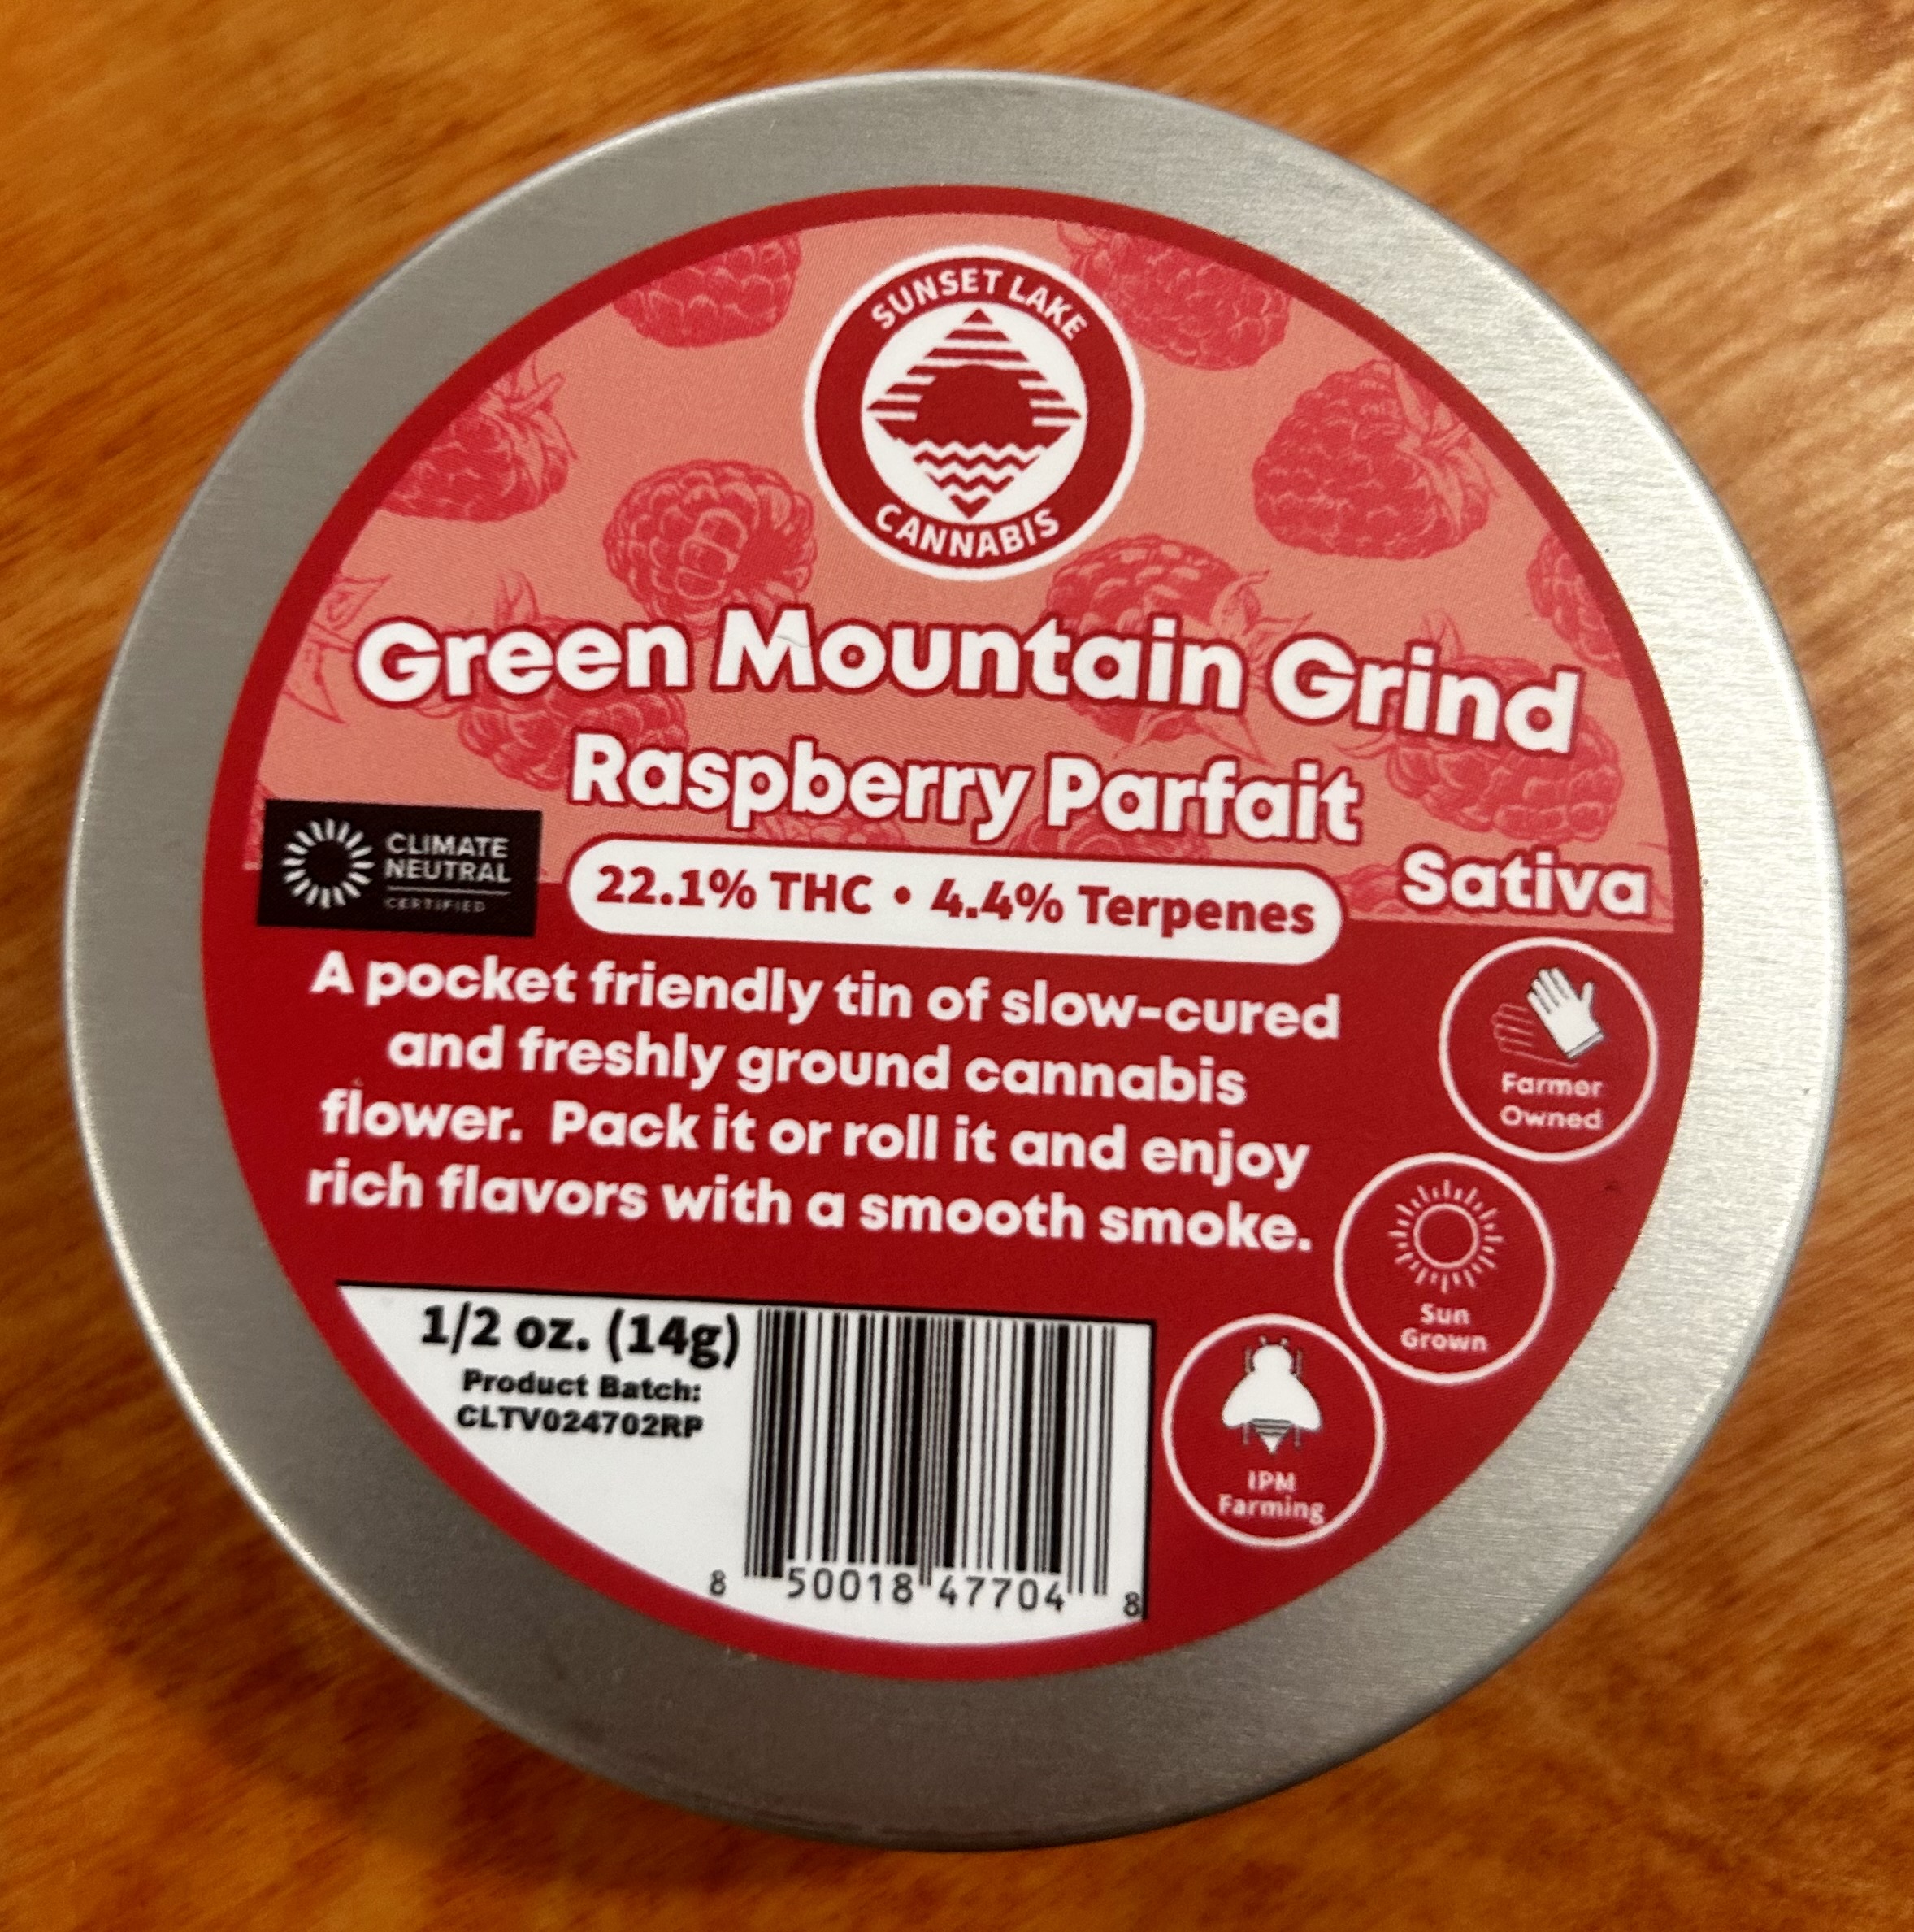 SUNSET LAKE
CANNABIS
Green Mountain Grind
Raspberry Parfait
CLIMATE
NEUTRAL
CERTIFIED
22.1% THC • 4.4% Terpenes
Sativa
A pocket friendly tin of slow-cured
and freshly ground cannabis
flower. Pack it or roll it and enjoy
rich flavors with a smooth smoke.
Farmer
Owned
Sun
Grown
IPM
Farming
1/2 oz. (14g)
Product Batch:
CLTV024702RP
8 50018 47704 8